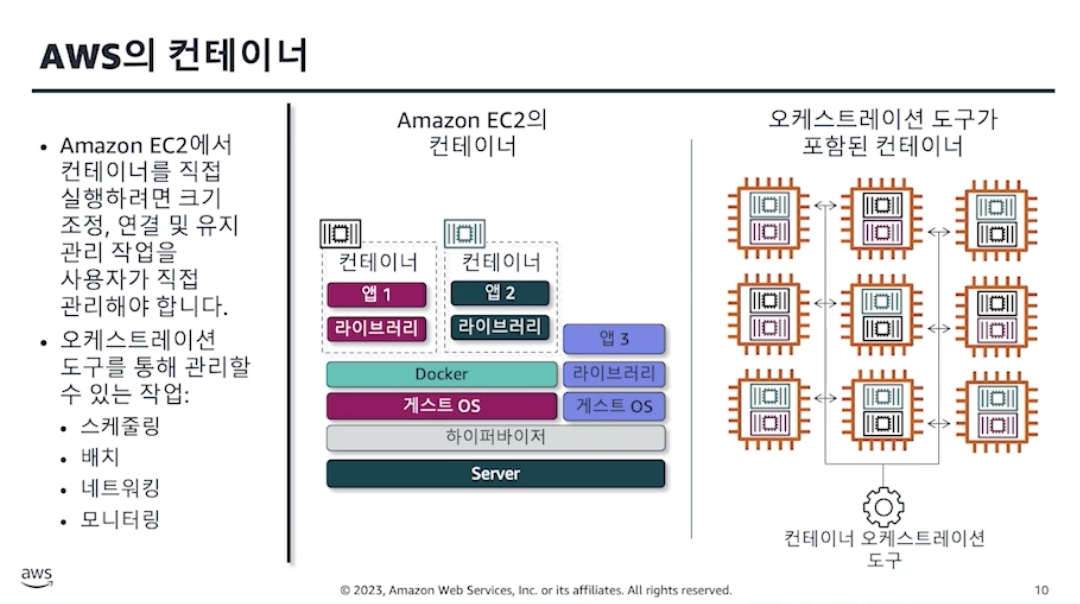 AWS의 컨테이너
• Amazon EC2에서
컨테이너를 직접
실행하려면 크기
조정, 연결 및 유지
관리 작업을
사용자가 직접
관리해야 합니다.
• 오케스트레이션
도구를 통해 관리할
수 있는 작업:
• 스케줄링
• 배치
• 네트워킹
• 모니터링
Amazon EC2의
컨테이너
컨테이너
앱 1
라이브러리
컨테이너
앱 2
라이브러리
앱 3
라이브러리
게스트 OS
Docker
게스트 OS
하이퍼바이저
Server
오케스트레이션 도구가
포함된 컨테이너
컨테이너 오케스트레이션
도구
aws
© 2023, Amazon Web Services, Inc. or its affiliates. All rights reserved.
10